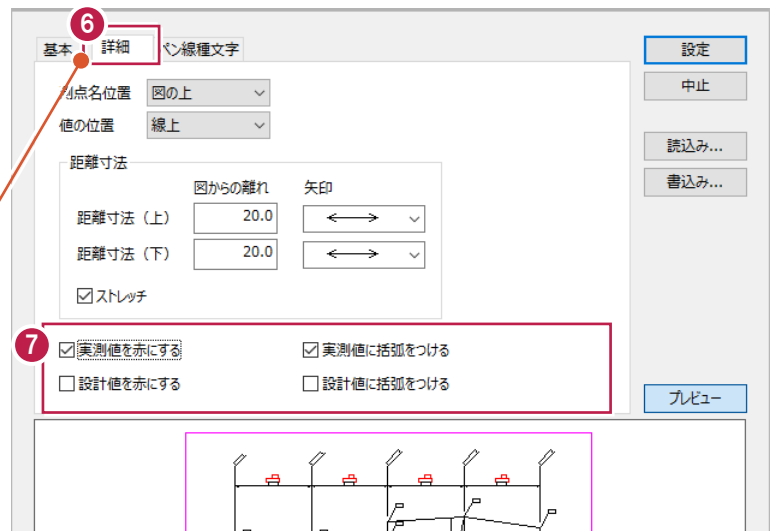 6
基本 詳細 ペン線種文字
設定
測点名位置 図の上
中止
値の位置 線上
読込み...
距離寸法
書込み...
図からの離れ 矢印
距離寸法（上） 20.0
距離寸法（下） 20.0
ストレッチ
7
実測値を赤にする 実測値に括弧をつける
設計値を赤にする 設計値に括弧をつける
プレビュー